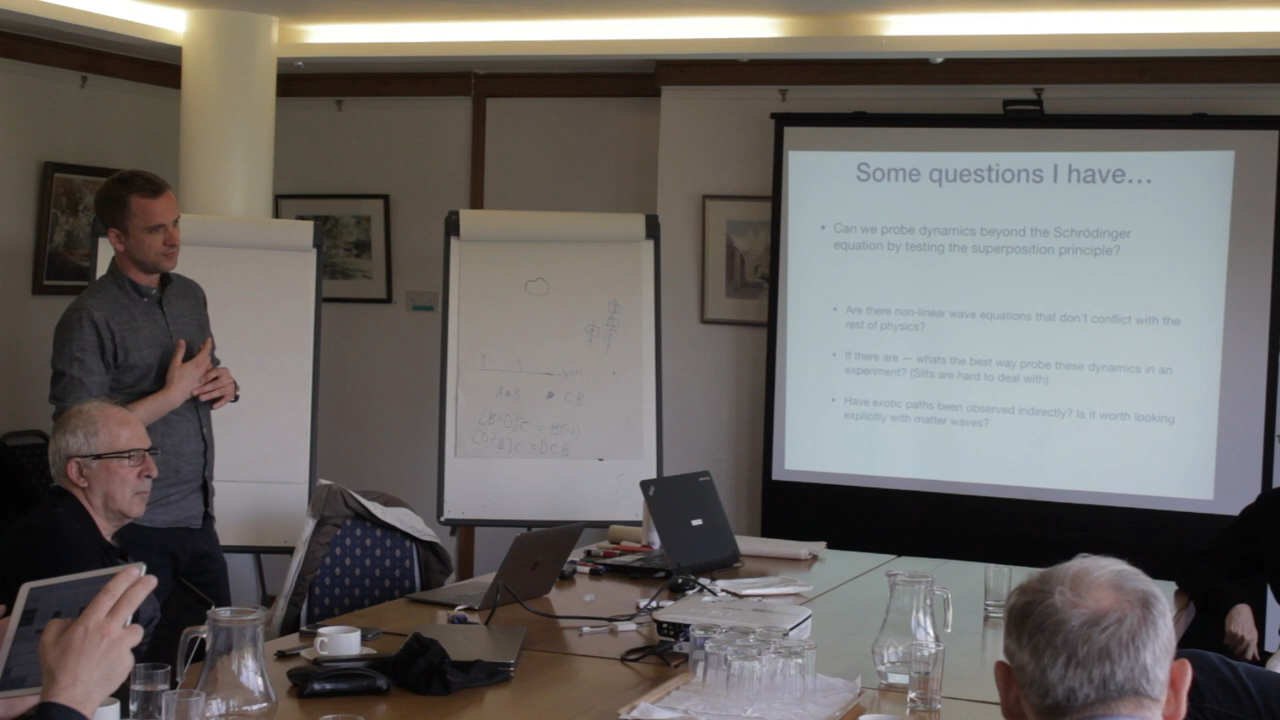 Some questions I have...
• Can we probe dynamics beyond the Schrödinger
equation by testing the superposition principle?
• Are there non-linear wave equations that don't conflict with the
rest of physics?
• If there are — whats the best way probe these dynamics in an
experiment? (Slits are hard to deal with)
• Have exotic paths been observed indirectly? Is it worth looking
explicitly with matter waves?